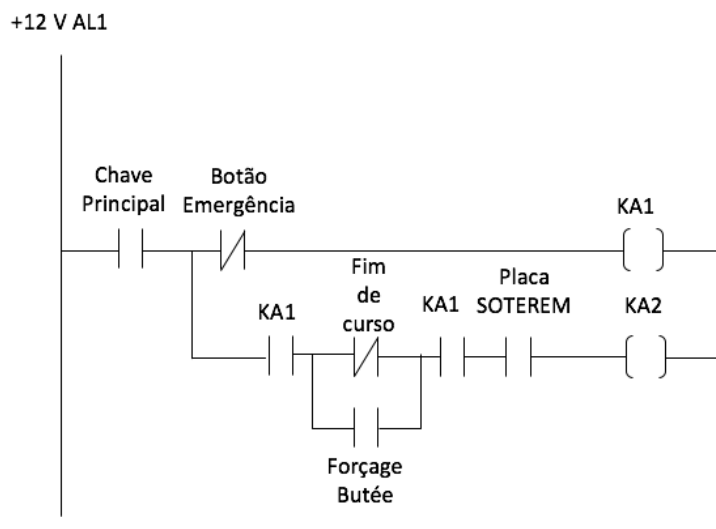 +12 V AL1
Chave
Principal
Botão
Emergência
KA1
Fim
de
curso
KA1
KA1
Placa
SOTEREM
KA2
Forçage
Butée